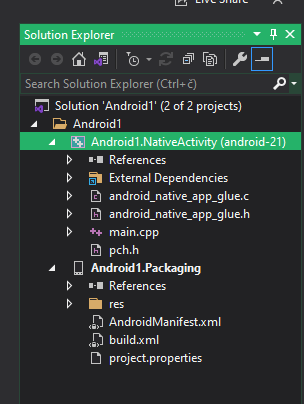 Live Share
Solution Explorer
Search Solution Explorer (Ctrl+č)
Solution 'Android1' (2 of 2 projects)
Android1
Android1.NativeActivity (android-21)
References
External Dependencies
android_native_app_glue.c
android_native_app_glue.h
main.cpp
pch.h
Android1.Packaging
References
res
AndroidManifest.xml
build.xml
project.properties